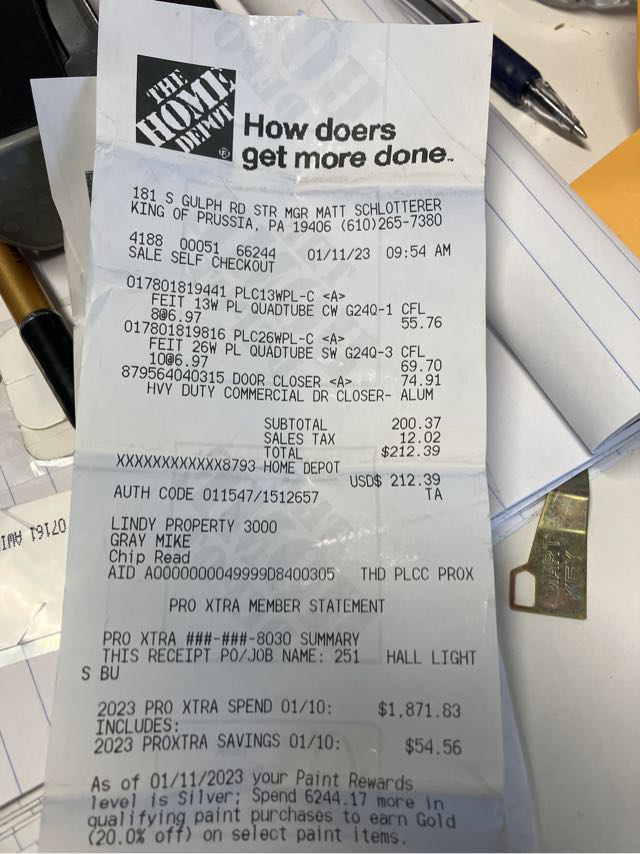 THE
HOME
DEPOT
®
How doers
get more done™
181 S GULPH RD STR MGR MATT SCHLOTTERER
KING OF PRUSSIA, PA 19406 (610)265-7380
4188 00051 66244 01/11/23 09:54 AM
SALE SELF CHECKOUT
017801819441 PLC13WPL-C <A>
FEIT 13W PL QUADTUBE CW G24Q-1 CFL
8@6.97 55.76
017801819816 PLC26WPL-C <A>
FEIT 26W PL QUADTUBE SW G24Q-3 CFL
10@6.97 69.70
879564040315 DOOR CLOSER <A> 74.91
HVY DUTY COMMERCIAL DR CLOSER- ALUM
SUBTOTAL 200.37
SALES TAX 12.02
TOTAL $212.39
XXXXXXXXXXXX8793 HOME DEPOT
USD$ 212.39
AUTH CODE 011547/1512657 TA
LINDY PROPERTY 3000
GRAY MIKE
Chip Read
AID A0000000049999D8400305 THD PLCC PROX
PRO XTRA MEMBER STATEMENT
PRO XTRA ###-###-8030 SUMMARY
THIS RECEIPT PO/JOB NAME: 251 HALL LIGHT
S BU
2023 PRO XTRA SPEND 01/10: $1,871.83
INCLUDES:
2023 PROXTRA SAVINGS 01/10: $54.56
As of 01/11/2023 your Paint Rewards
level is Silver; Spend 6244.17 more in
qualifying paint purchases to earn Gold
(20.0% off) on select paint items.
SMART
KEY